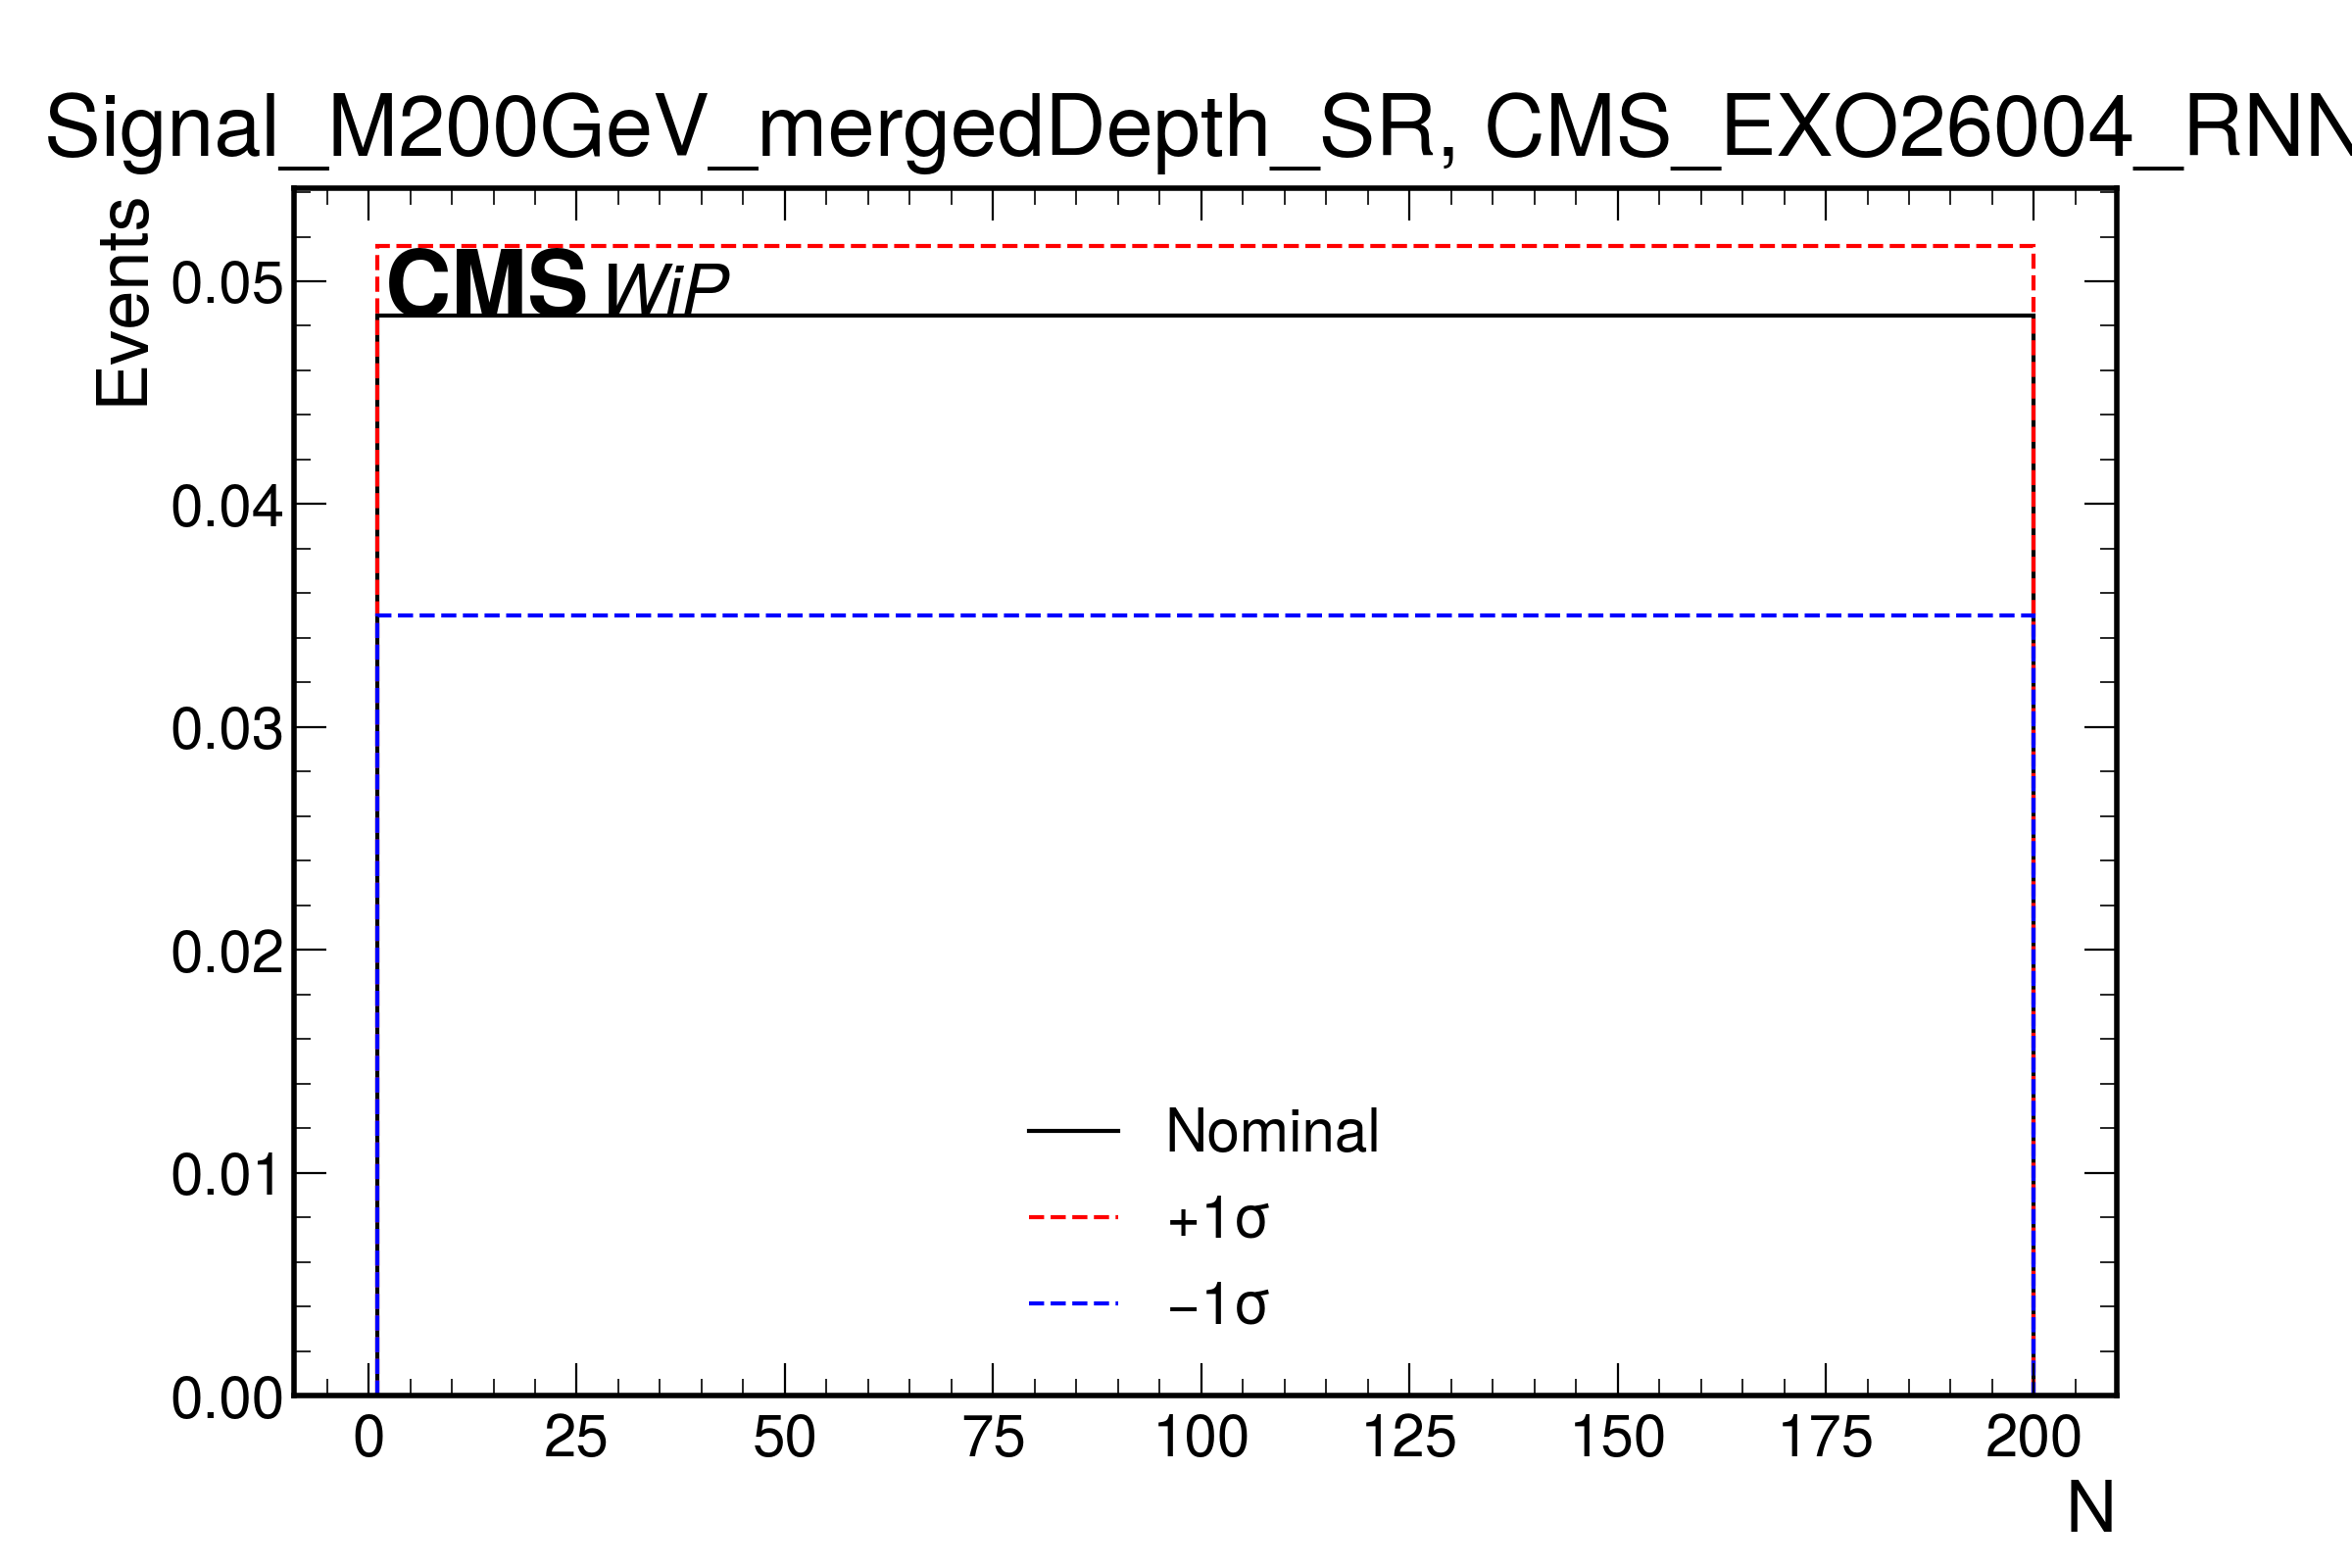 Signal_M200GeV_mergedDepth_SR, CMS_EXO26004_RNN
Events
CMS WiP
0.05
0.04
0.03
0.02
0.01
0.00
Nominal
+1σ
−1σ
0 25 50 75 100 125 150 175 200
N